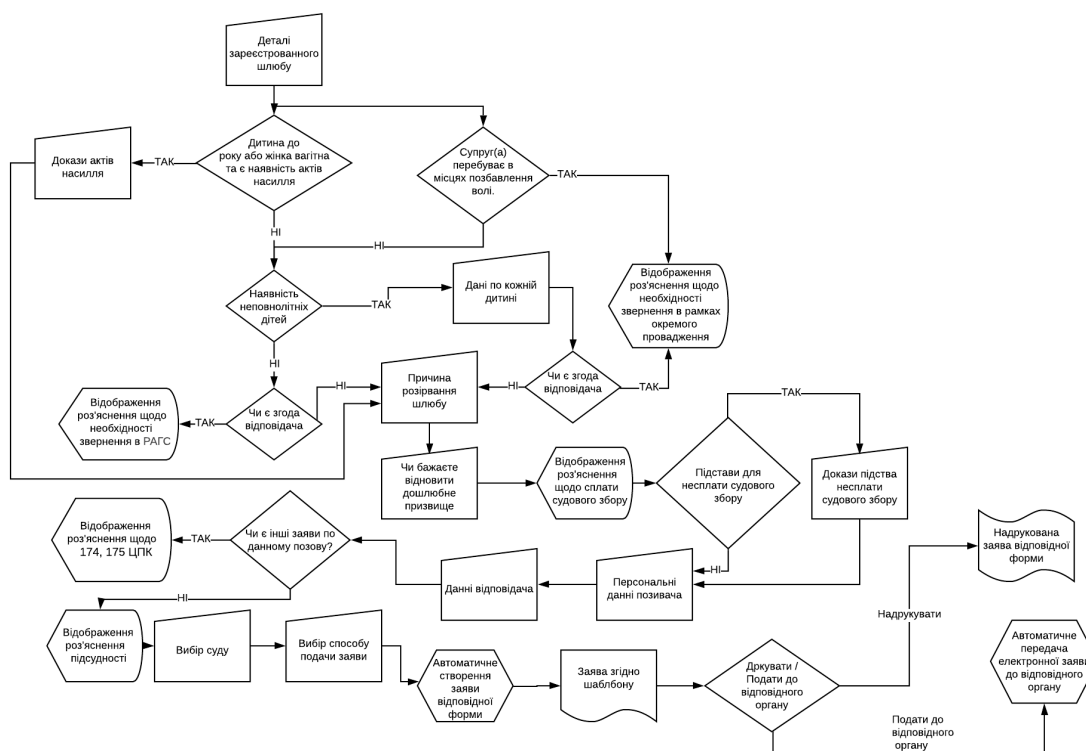 Деталі
зареєстрованного
шлюбу
Дитина до
року або жінка вагітна
та є наявність актів
насилля
Супруг(а)
перебуває в
місцях позбавлення
волі.
Докази актів
насилля
ТАК
ТАК
НІ
НІ
Наявність
неповнолітніх
дітей
ТАК
Дані по кожній
дитині
Відображення
роз'яснення щодо
необхідності
звернення в рамках
окремого
провадження
НІ
НІ
Причина
розірвання
шлюбу
НІ
Чи є згода
відповідача
ТАК
Відображення
роз'яснення щодо
необхідності
звернення в РАГС
ТАК
Чи є згода
відповідача
ТАК
Чи бажаєте
відновити
дошлюбне
призвище
Відображення
роз'яснення
щодо сплати
судового збору
Підстави для
несплати судового
збору
Докази підства
несплати
судового збору
Відображення
роз'яснення щодо
174, 175 ЦПК
ТАК
Чи є інші заяви по
данному позову?
Надрукована
заява відповідної
форми
НІ
Данні відповідача
Персональні
данні позивача
НІ
Надрукувати
Відображення
роз'яснення
підсудності
Вибір суду
Вибір способу
подачи заяви
Автоматичне
створення
заяви
відповідної
форми
Заява згідно
шаблбону
Дркувати /
Подати до
відповідного
органу
Автоматичне
передача
електронної заява
до відповідного
органу
Подати до
відповідного
органу